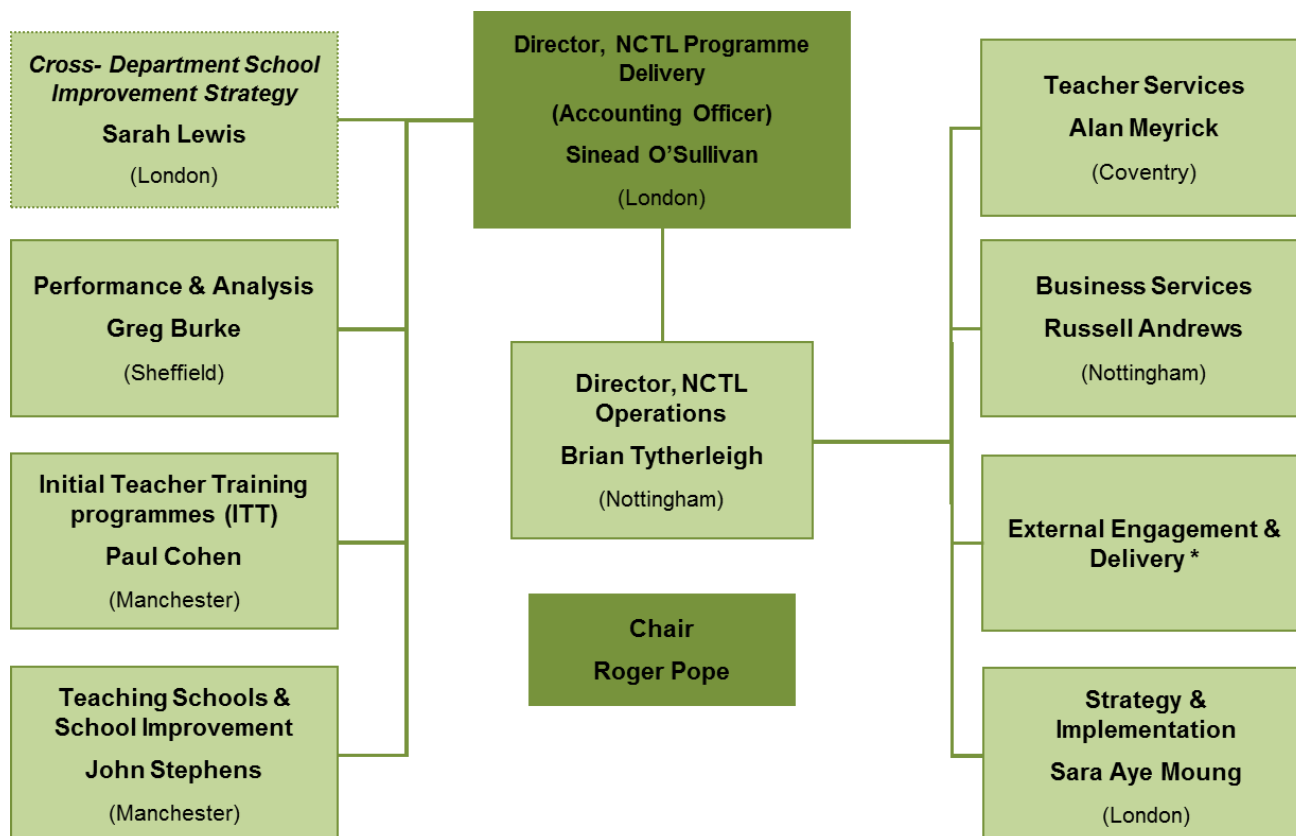 Cross- Department School
Improvement Strategy
Sarah Lewis
(London)
Performance & Analysis
Greg Burke
(Sheffield)
Initial Teacher Training
programmes (ITT)
Paul Cohen
(Manchester)
Teaching Schools &
School Improvement
John Stephens
(Manchester)
Director, NCTL Programme
Delivery
(Accounting Officer)
Sinead O’Sullivan
(London)
Director, NCTL
Operations
Brian Tytherleigh
(Nottingham)
Chair
Roger Pope
Teacher Services
Alan Meyrick
(Coventry)
Business Services
Russell Andrews
(Nottingham)
External Engagement &
Delivery *
Strategy &
Implementation
Sara Aye Moung
(London)